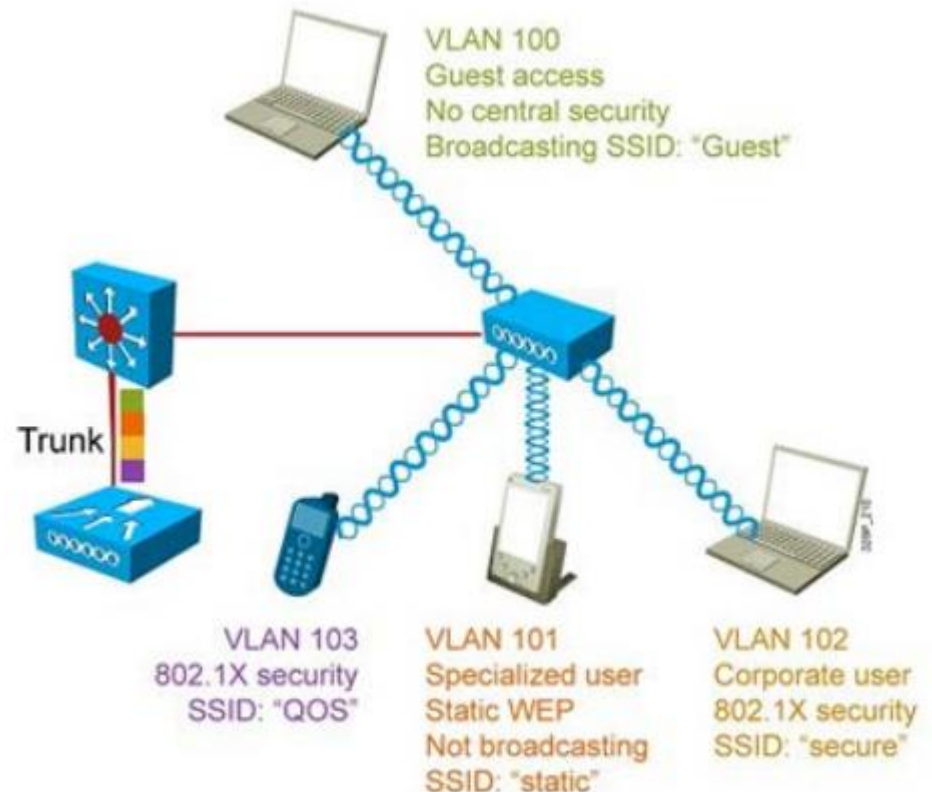 VLAN 100
Guest access
No central security
Broadcasting SSID: “Guest”
Trunk
VLAN 103
802.1X security
SSID: “QOS”
VLAN 101
Specialized user
Static WEP
Not broadcasting
SSID: “static”
VLAN 102
Corporate user
802.1X security
SSID: “secure”